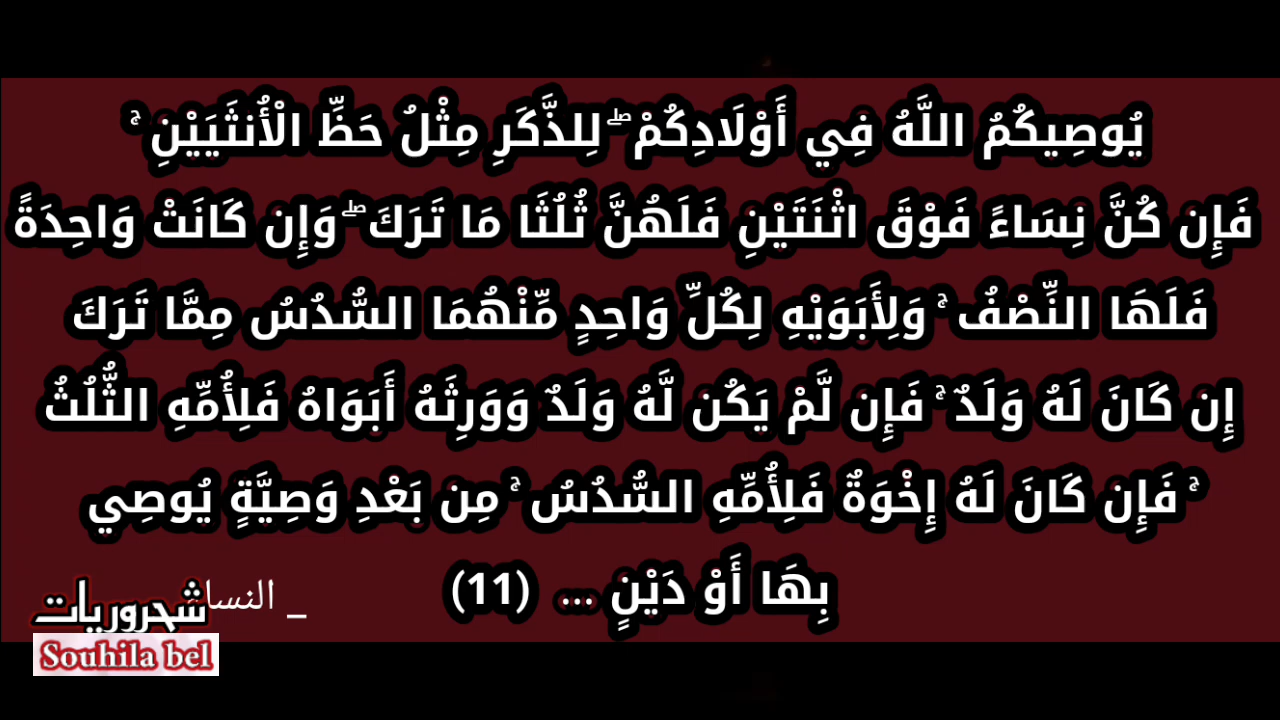 يُوصِيكُمُ اللَّهُ فِي أَوْلَادِكُمْ ۖ لِلذَّكَرِ مِثْلُ حَظِّ الْأُنثَيَيْنِ ۚ
فَإِن كُنَّ نِسَاءً فَوْقَ اثْنَتَيْنِ فَلَهُنَّ ثُلُثَا مَا تَرَكَ ۖ وَإِن كَانَتْ وَاحِدَةً
فَلَهَا النِّصْفُ ۚ وَلِأَبَوَيْهِ لِكُلِّ وَاحِدٍ مِّنْهُمَا السُّدُسُ مِمَّا تَرَكَ
إِن كَانَ لَهُ وَلَدٌ ۚ فَإِن لَّمْ يَكُن لَّهُ وَلَدٌ وَوَرِثَهُ أَبَوَاهُ فَلِأُمِّهِ الثُّلُثُ
ۚ فَإِن كَانَ لَهُ إِخْوَةٌ فَلِأُمِّهِ السُّدُسُ ۚ مِن بَعْدِ وَصِيَّةٍ يُوصِي
بِهَا أَوْ دَيْنٍ ... (11)
_ النساء
شحروريات
Souhila bel